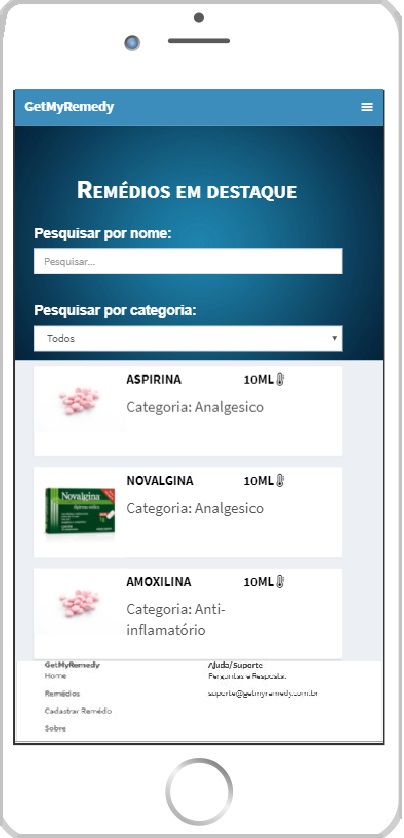 GetMyRemedy
Remédios em destaque
Pesquisar por nome:
Pesquisar...
Pesquisar por categoria:
Todos
ASPIRINA 10ML
Categoria: Analgesico
NOVALGINA 10ML
Categoria: Analgesico
Novalgina
AMOXILINA 10ML
Categoria: Anti-
inflamatório
GetMyRemedy
Home
Remédios
Cadastrar Remédio
Sobre
Ajuda/Suporte
Perguntas e Resposta.
suporte@getmyremedy.com.br